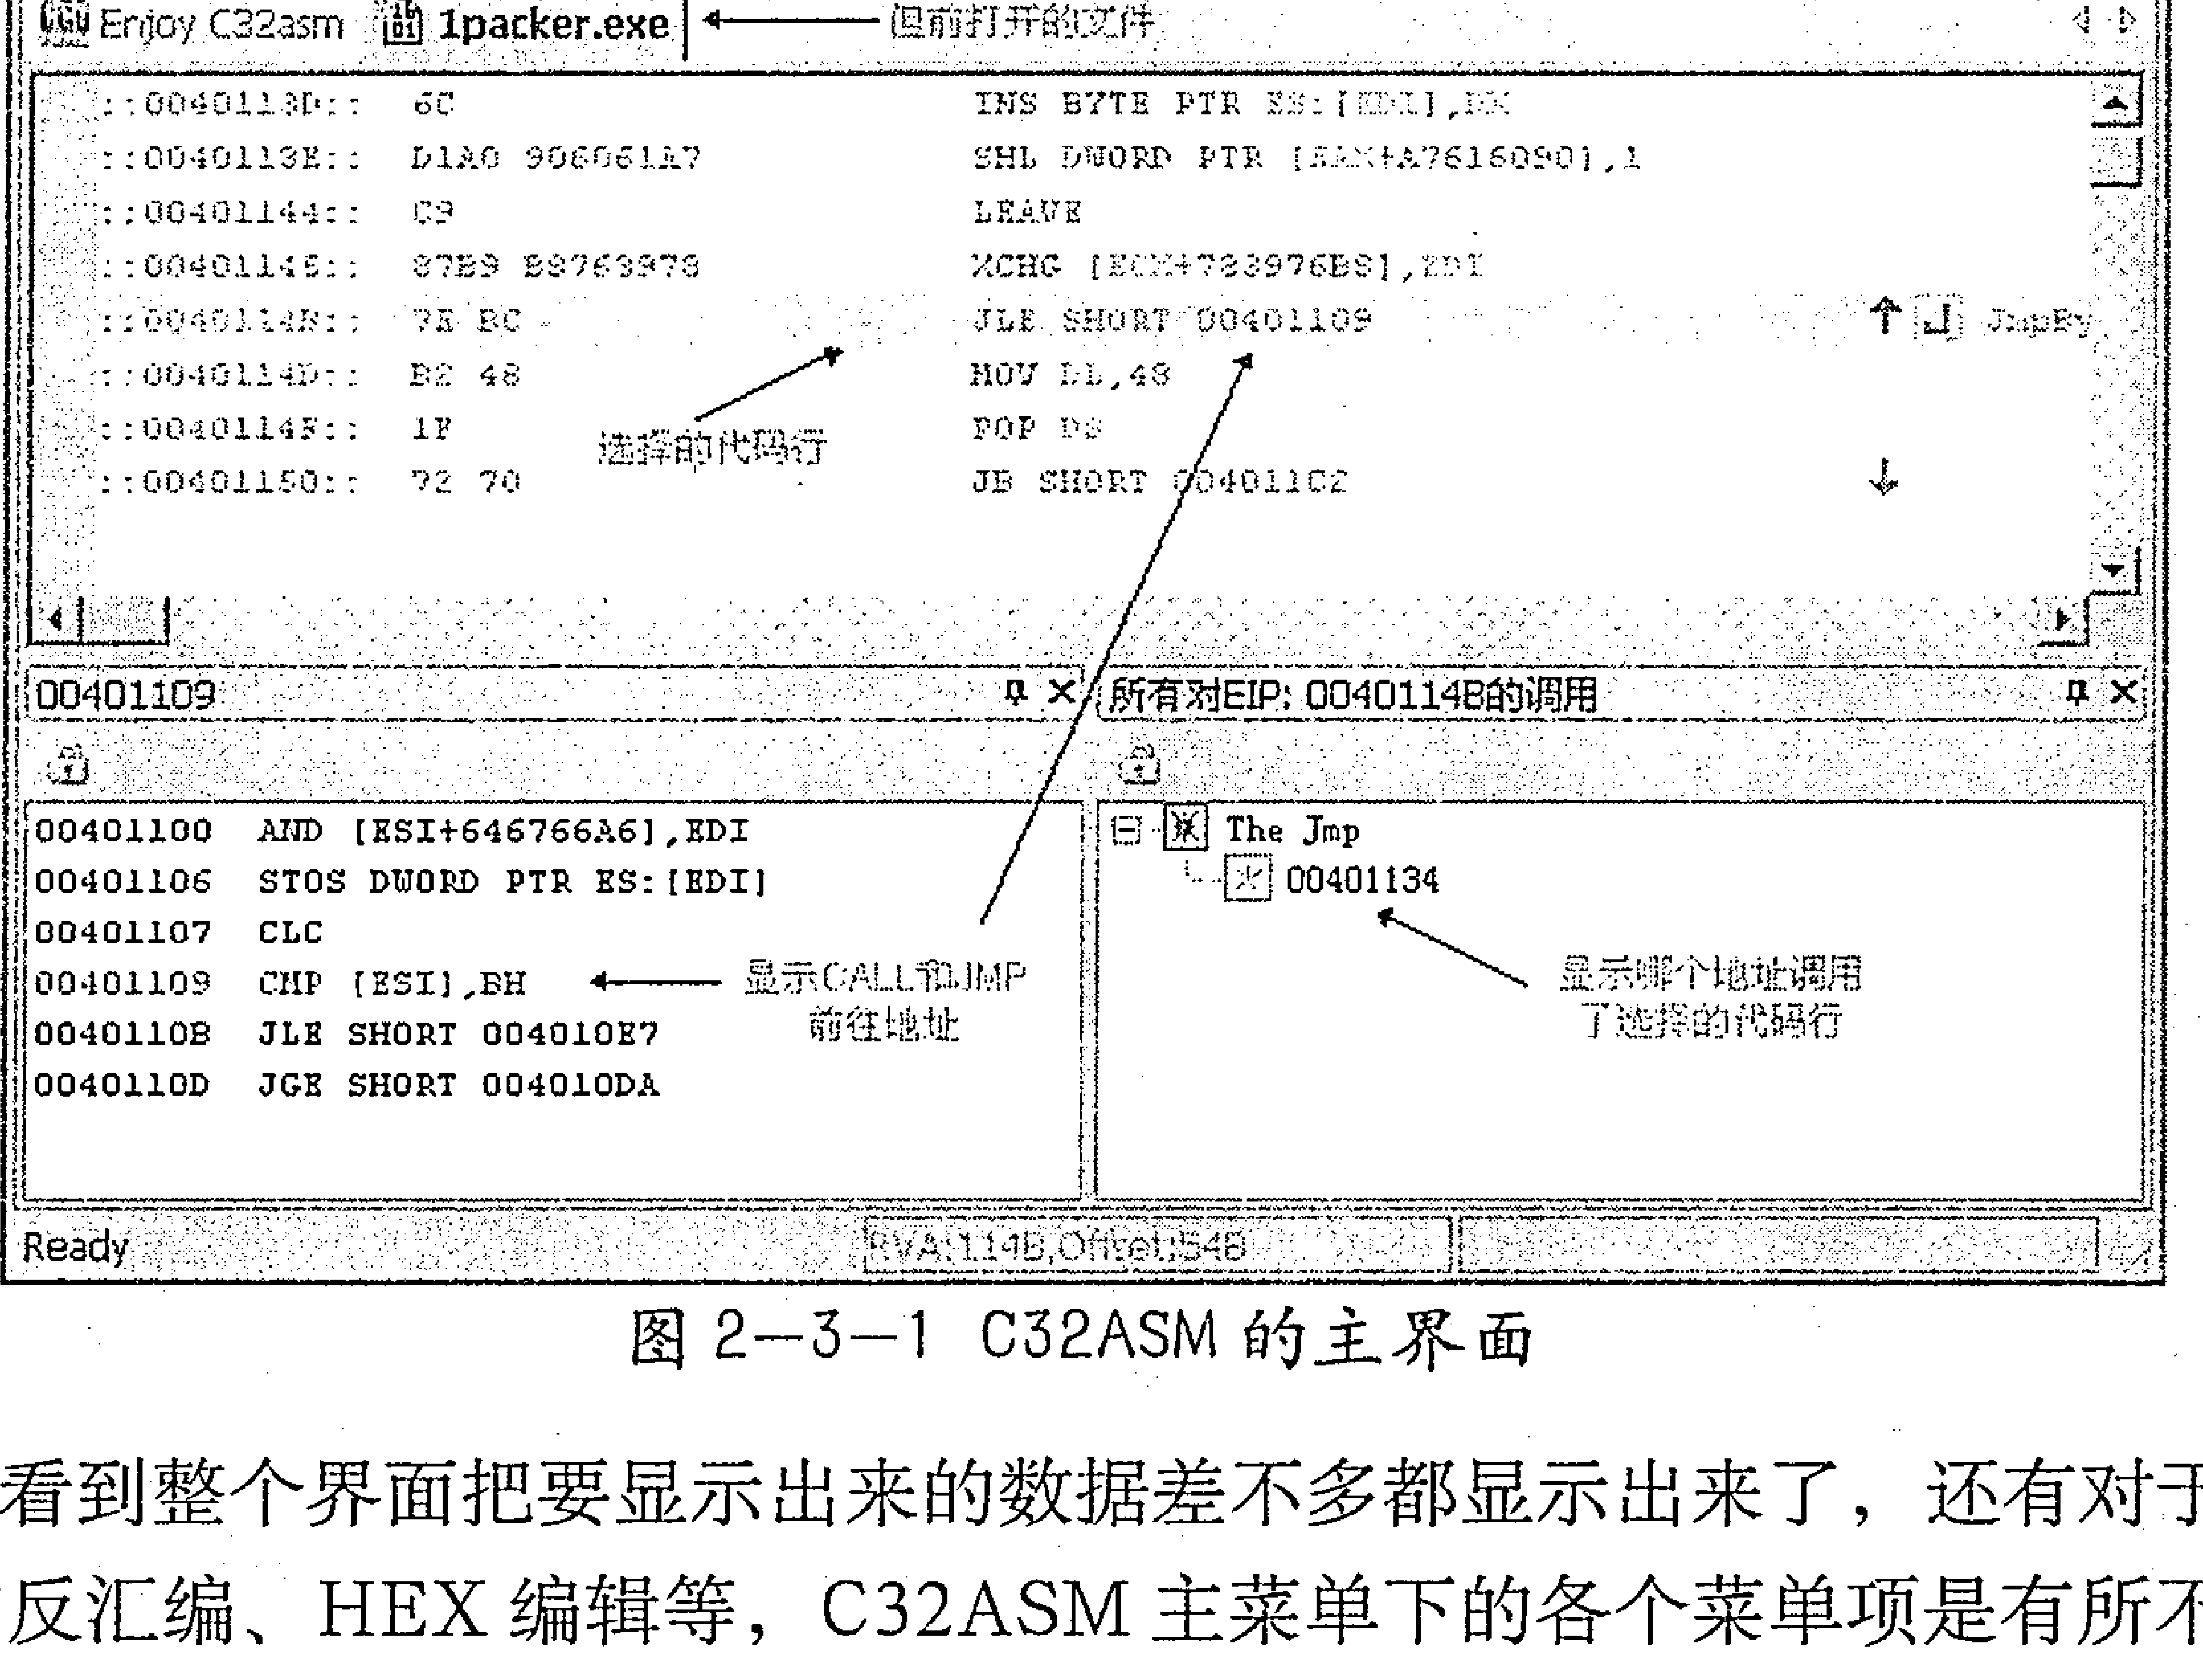 Enjoy C32asm 1packer.exe 但前打开的文件
::0040113D:: 6C INS BYTE PTR ES:[EDI],DX
::0040113E:: D1A0 906061A7 SHL DWORD PTR [EAX+A7616090],1
::00401144:: C9 LEAVE
::00401145:: 87B9 B8763978 XCHG [ECX+783976B8],EDI
::0040114B:: 7E BC JLE SHORT 00401109 JmpBy
::0040114D:: B2 48 MOV DL,48
::0040114F:: 1F POP DS
选择的代码行
::00401150:: 72 70 JB SHORT 004011C2
00401109 所有对EIP: 0040114B的调用
00401100 AND [ESI+646766A6],EDI
The Jmp
00401106 STOS DWORD PTR ES:[EDI]
00401134
00401107 CLC
00401109 CMP [ESI],BH
显示CALL和JMP
前往地址
显示哪个地址调用
了选择的代码行
0040110B JLE SHORT 004010E7
0040110D JGE SHORT 004010DA
Ready RVA:114B,Offset:54B
图 2-3-1 C32ASM 的主界面
看到整个界面把要显示出来的数据差不多都显示出来了，还有对于
反汇编、HEX 编辑等，C32ASM 主菜单下的各个菜单项是有所不